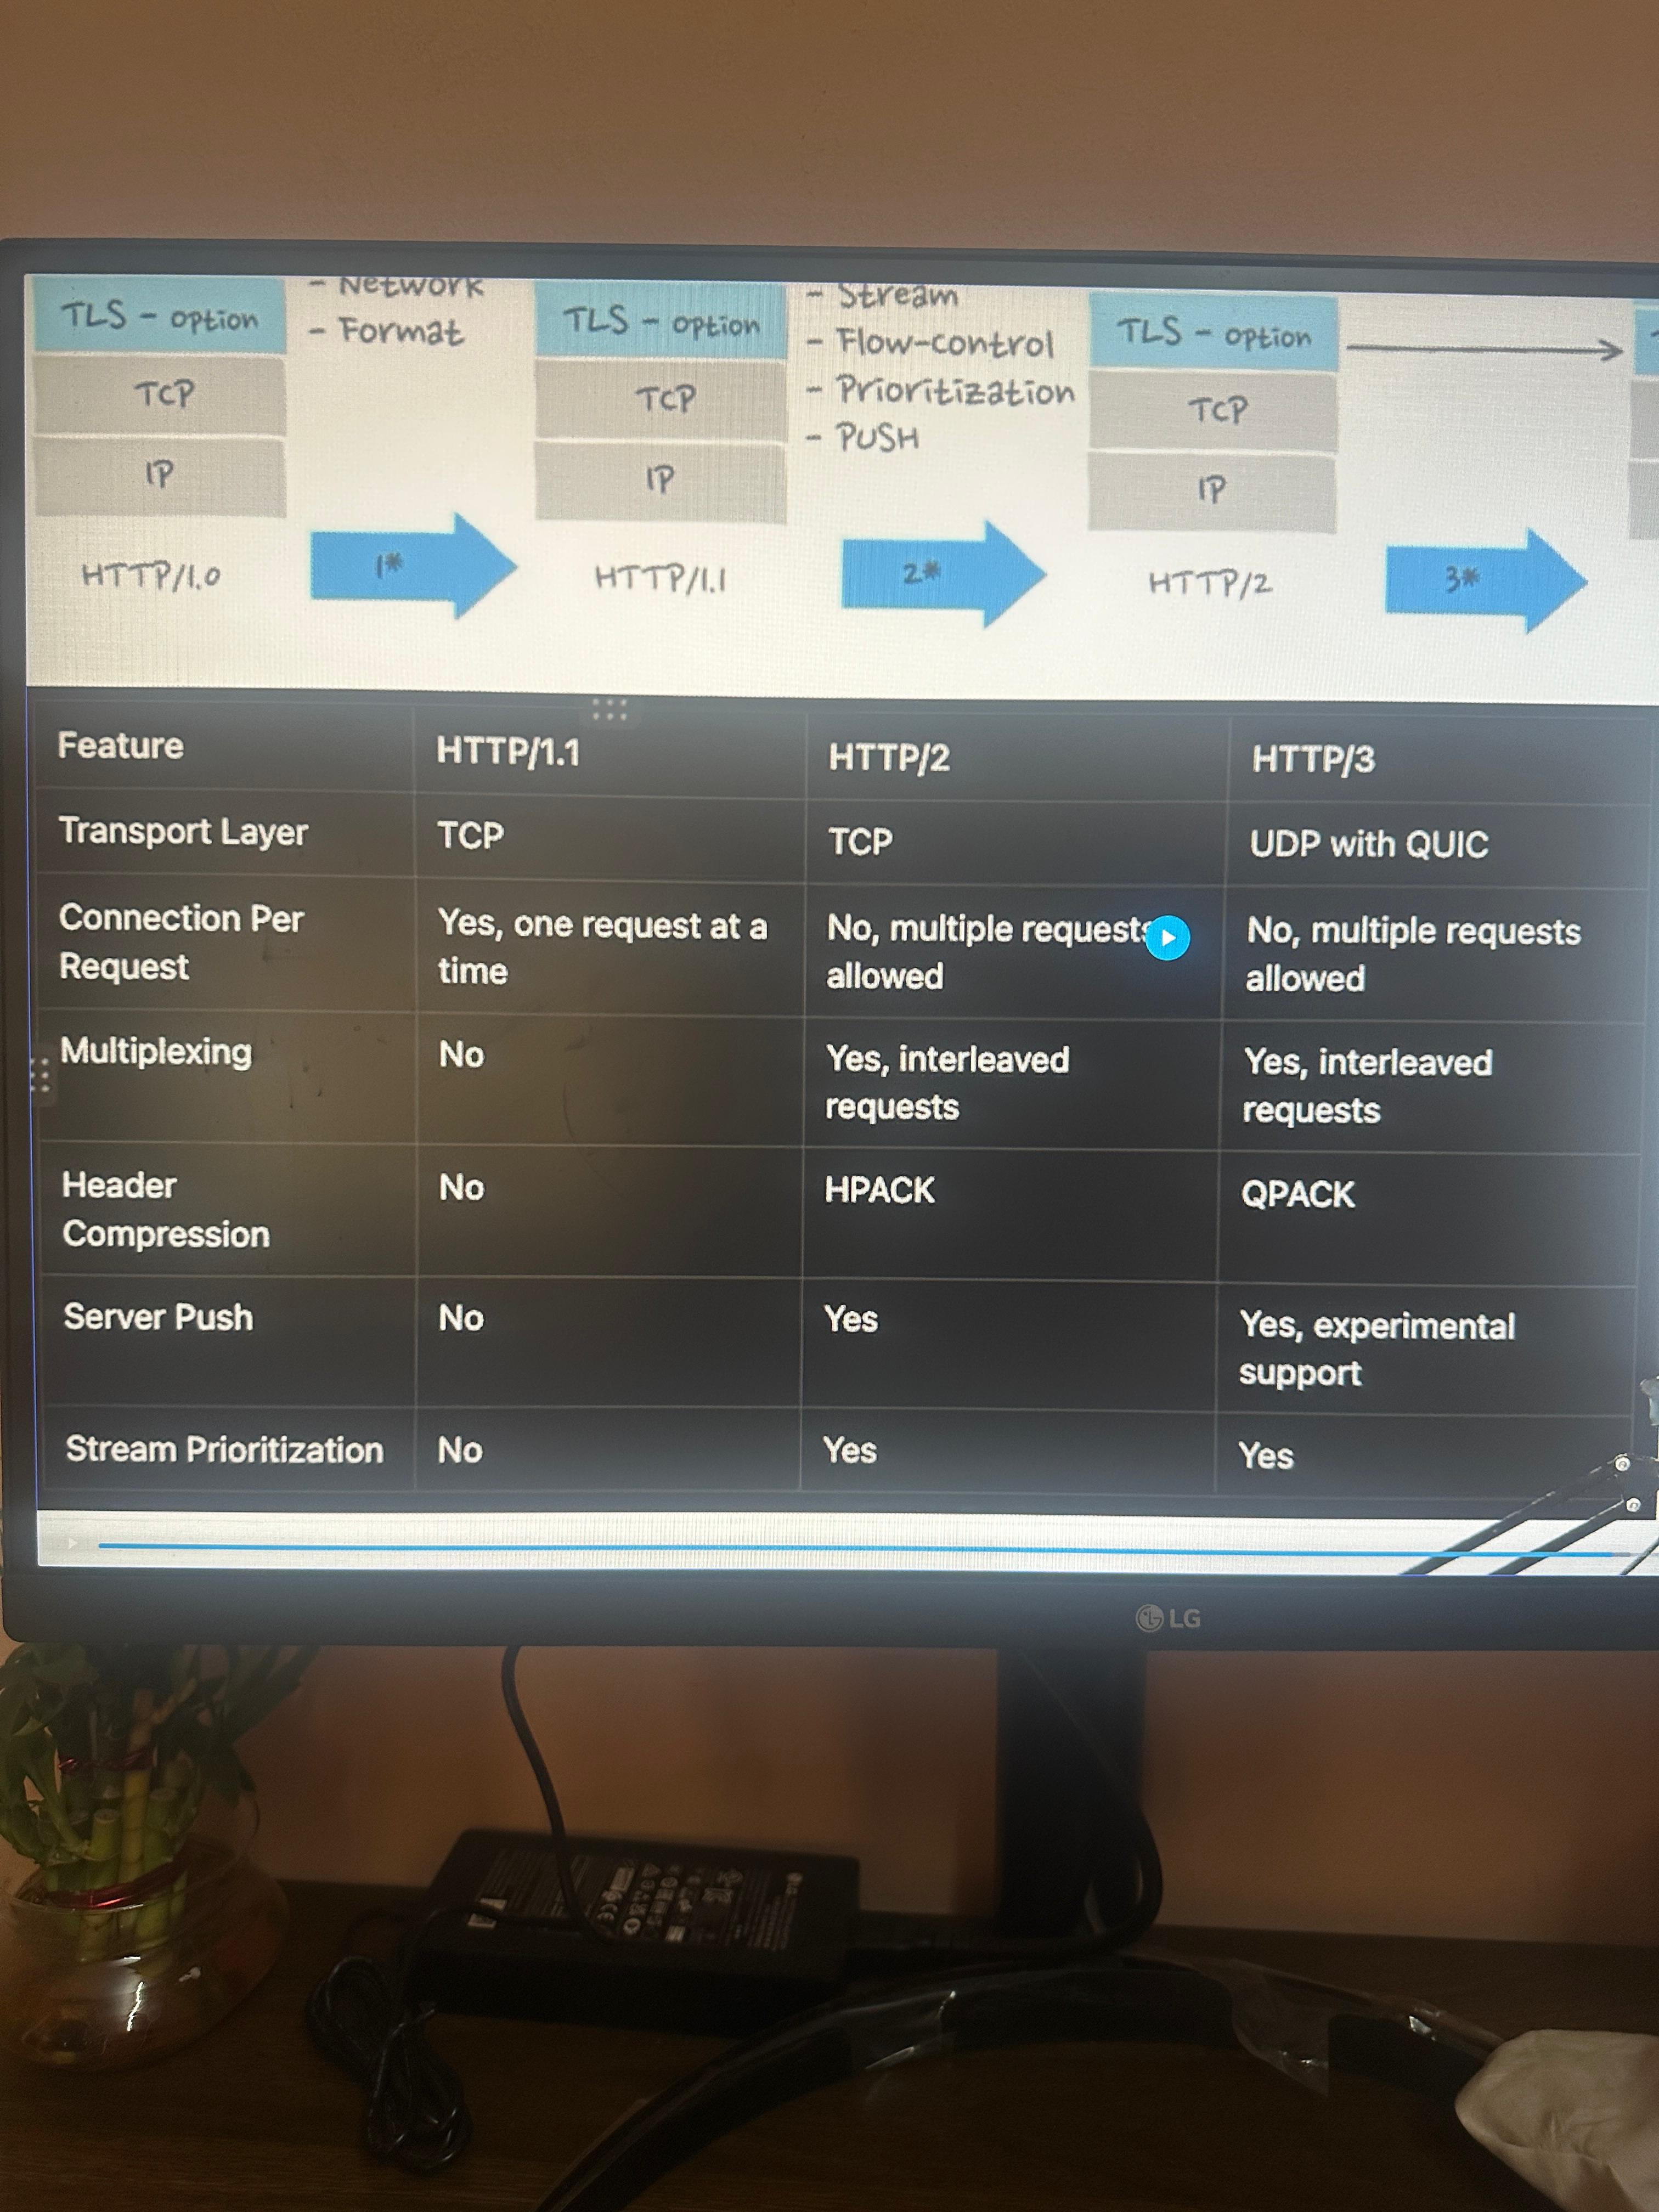 TLS - option
- Network
- Format
TLS - option
- Stream
- Flow-control
- Prioritization
- PUSH
TLS - option
TCP
TCP
TCP
IP
IP
IP
HTTP/1.0
1*
HTTP/1.1
2*
HTTP/2
3*
Feature
HTTP/1.1
HTTP/2
HTTP/3
Transport Layer
TCP
TCP
UDP with QUIC
Connection Per
Request
Yes, one request at a
time
No, multiple requests
allowed
No, multiple requests
allowed
Multiplexing
No
Yes, interleaved
requests
Yes, interleaved
requests
Header
Compression
No
HPACK
QPACK
Server Push
No
Yes
Yes, experimental
support
Stream Prioritization
No
Yes
Yes
LG